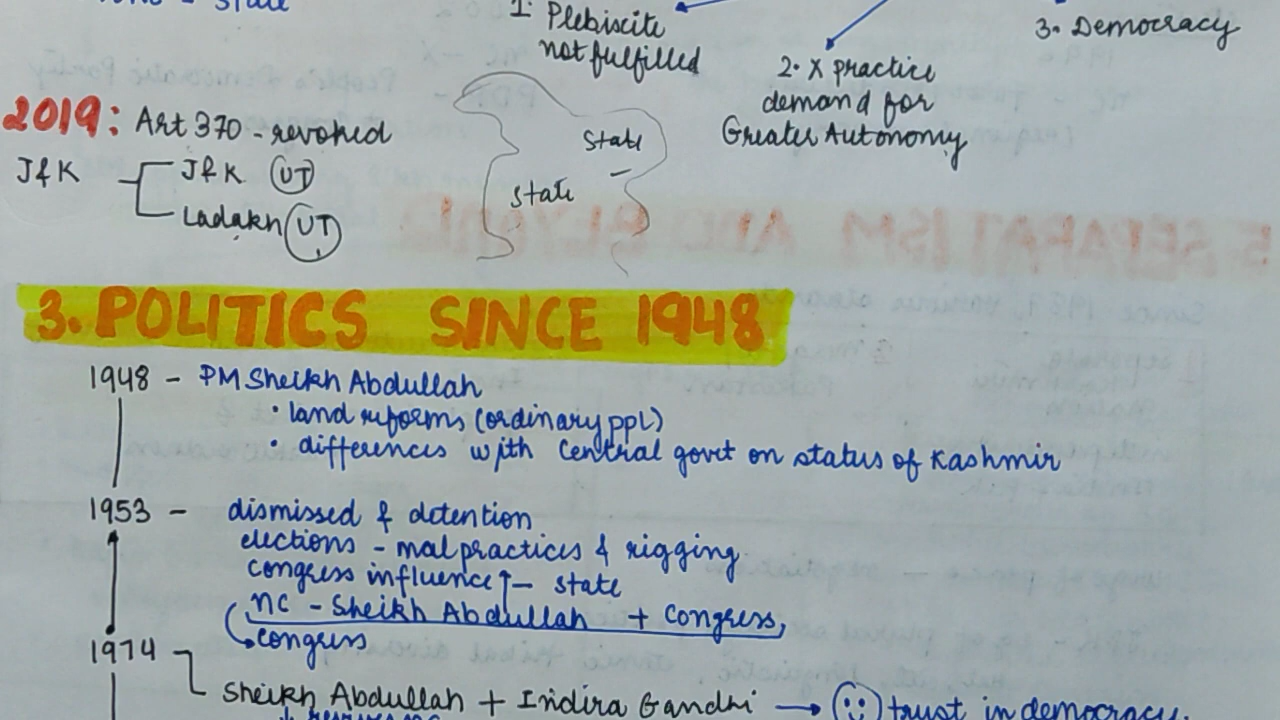 State
1. Plebiscite
not fulfilled
2. X practice
demand for
Greater Autonomy
3. Democracy
2019: Art 370 - revoked
J&K
J&K UT
Ladakh UT
State
State
3. POLITICS SINCE 1948
1948 - PM Sheikh Abdullah
• land reforms (ordinary ppl)
• differences with Central govt on status of Kashmir
1953 - dismissed & detention
elections - malpractices & rigging
congress influence ↑ - state
NC - Sheikh Abdullah + Congress,
→ congress
1974
Sheikh Abdullah + Indira Gandhi → trust in democracy.